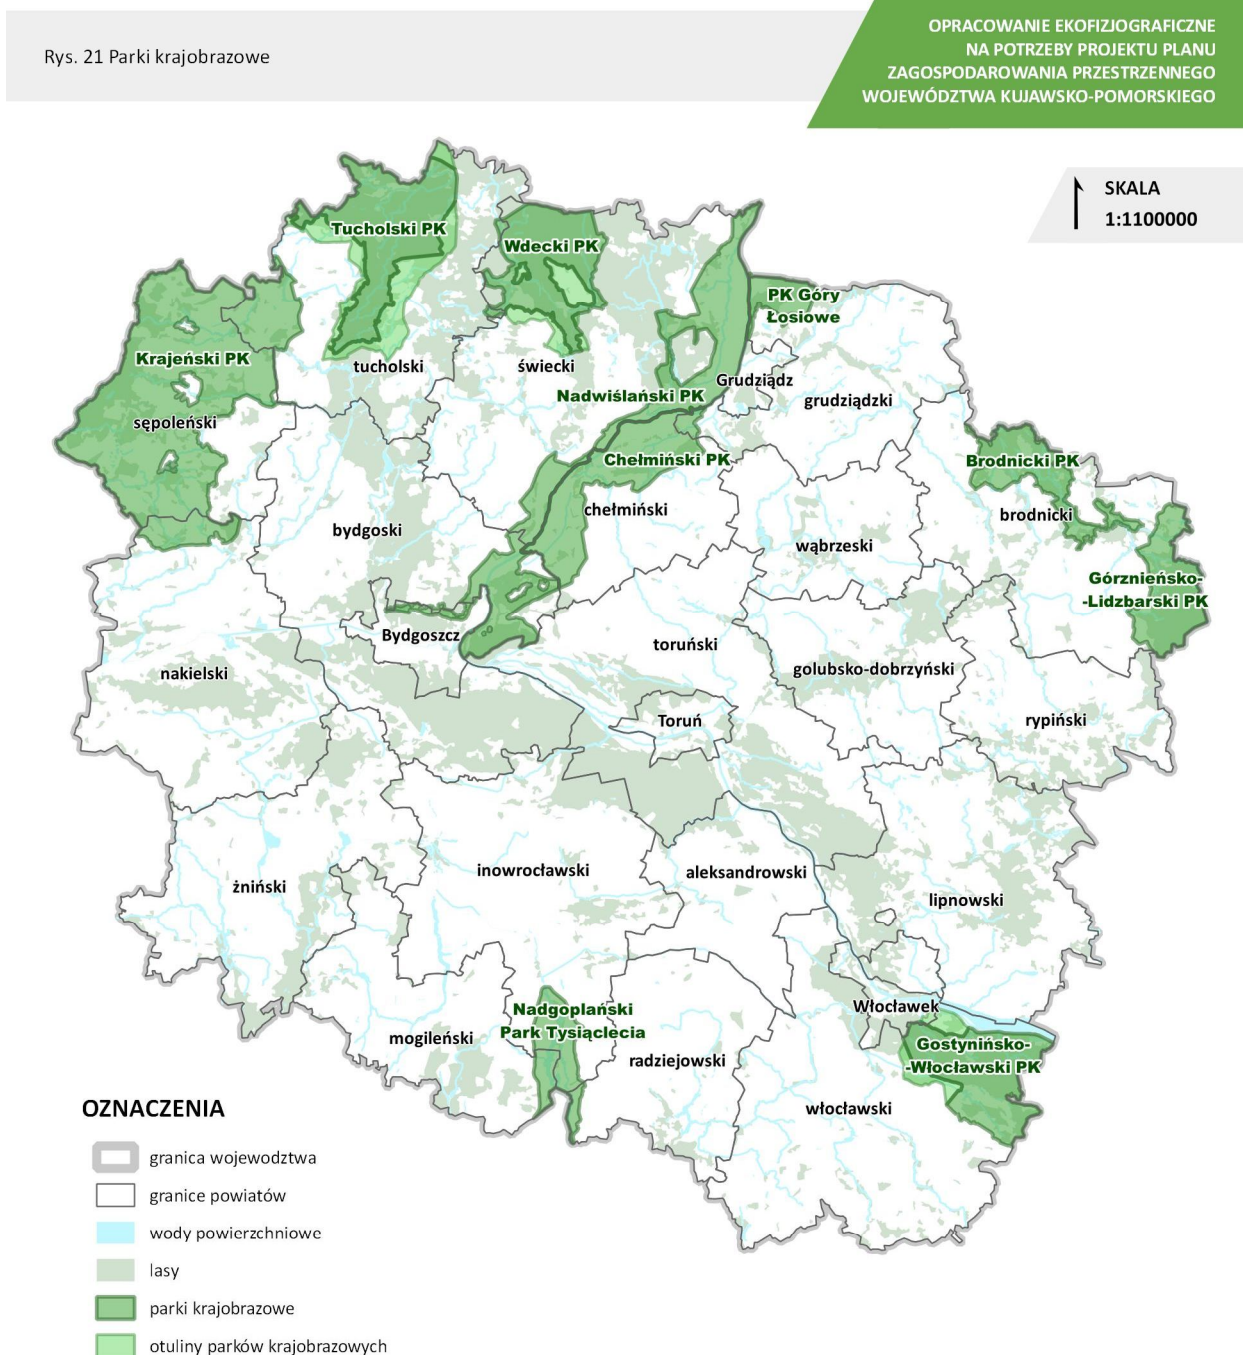 Rys. 21 Parki krajobrazowe
OPRACOWANIE EKOFIZJOGRAFICZNE
NA POTRZEBY PROJEKTU PLANU
ZAGOSPODAROWANIA PRZESTRZENNEGO
WOJEWÓDZTWA KUJAWSKO-POMORSKIEGO
SKALA
1:1100000
Tucholski PK
Wdecki PK
PK Góry
Łosiowe
Krajeński PK
tucholski
świecki
Grudziądz
Nadwiślański PK
grudziądzki
sępoleński
Chełmiński PK
Brodnicki PK
chełmiński
brodnicki
bydgoski
wąbrzeski
Górznieńsko-
-Lidzbarski PK
Bydgoszcz
toruński
nakielski
golubsko-dobrzyński
Toruń
rypiński
inowrocławski
aleksandrowski
żniński
lipnowski
Nadgoplański
Park Tysiąclecia
Włocławek
mogileński
radziejowski
Gostynińsko-
-Włocławski PK
włocławski
OZNACZENIA
granica wojewodztwa
granice powiatów
wody powierzchniowe
lasy
parki krajobrazowe
otuliny parków krajobrazowych